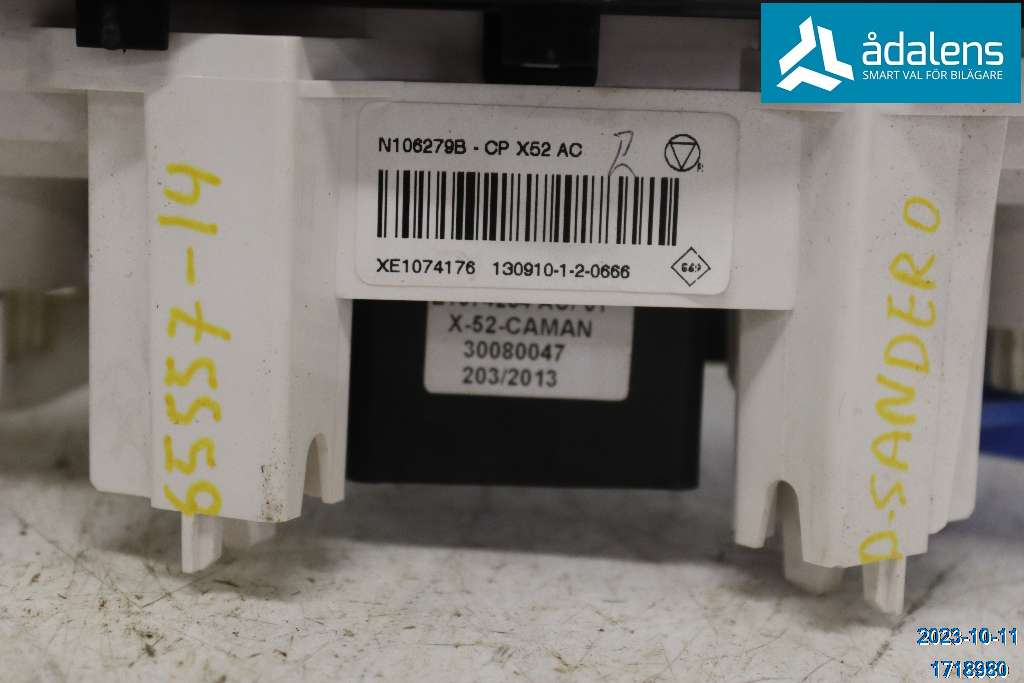 ådalens
SMART VAL FÖR BILÄGARE
N106279B - CP X52 AC
XE1074176 130910-1-2-0666
X-52-CAMAN
30080047
203/2013
65557-14
D-SANDERO
2023-10-11
1718980